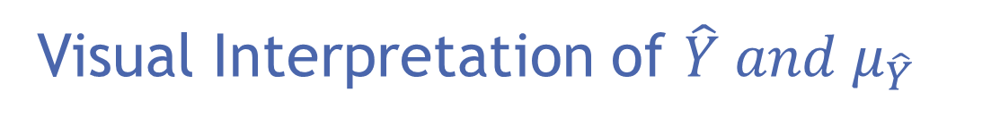 Visual Interpretation of Ŷ and μ_Ŷ